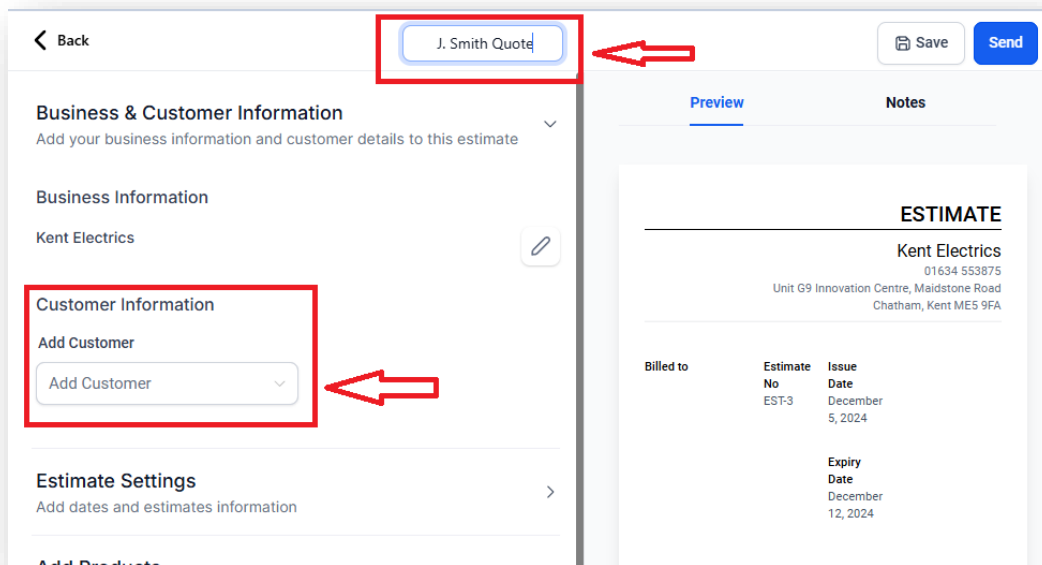 Back
J. Smith Quote
Save
Send
Business & Customer Information
Add your business information and customer details to this estimate
Business Information
Kent Electrics
Customer Information
Add Customer
Add Customer
Estimate Settings
Add dates and estimates information
Add Products
Preview
Notes
ESTIMATE
Kent Electrics
01634 553875
Unit G9 Innovation Centre, Maidstone Road
Chatham, Kent ME5 9FA
Billed to
Estimate
No
EST-3
Issue
Date
December
5, 2024
Expiry
Date
December
12, 2024